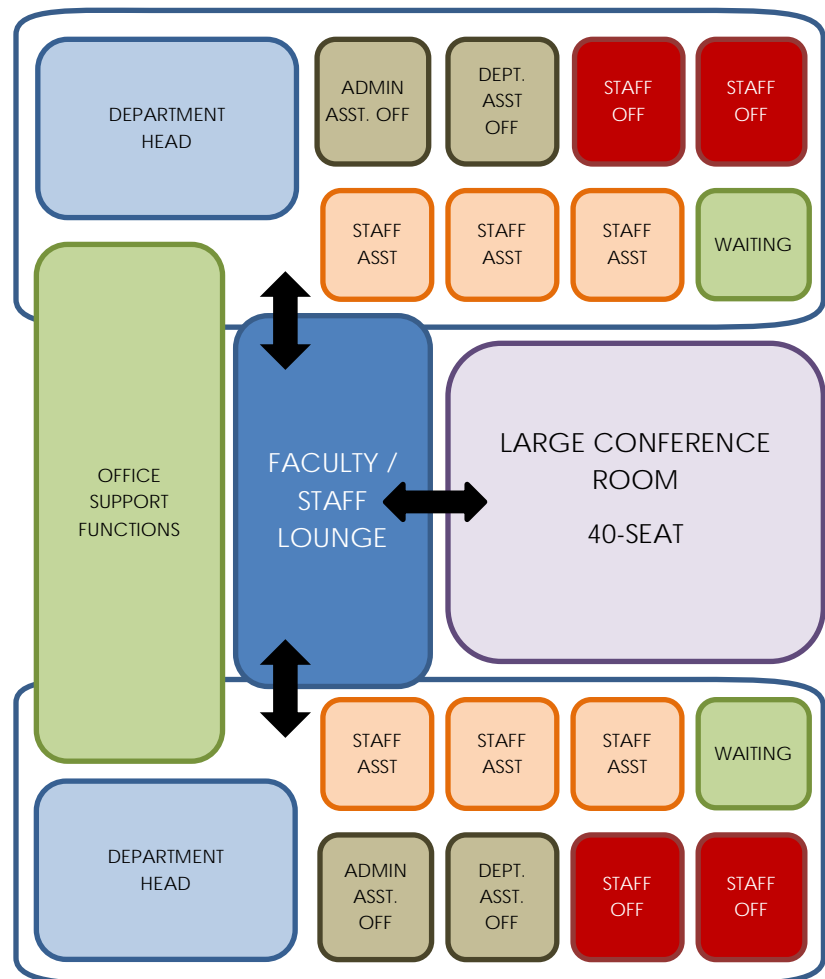 DEPARTMENT
HEAD
ADMIN
ASST. OFF
DEPT.
ASST
OFF
STAFF
OFF
STAFF
OFF
STAFF
ASST
STAFF
ASST
STAFF
ASST
WAITING
OFFICE
SUPPORT
FUNCTIONS
FACULTY /
STAFF
LOUNGE
LARGE CONFERENCE
ROOM
40-SEAT
STAFF
ASST
STAFF
ASST
STAFF
ASST
WAITING
DEPARTMENT
HEAD
ADMIN
ASST.
OFF
DEPT.
ASST.
OFF
STAFF
OFF
STAFF
OFF